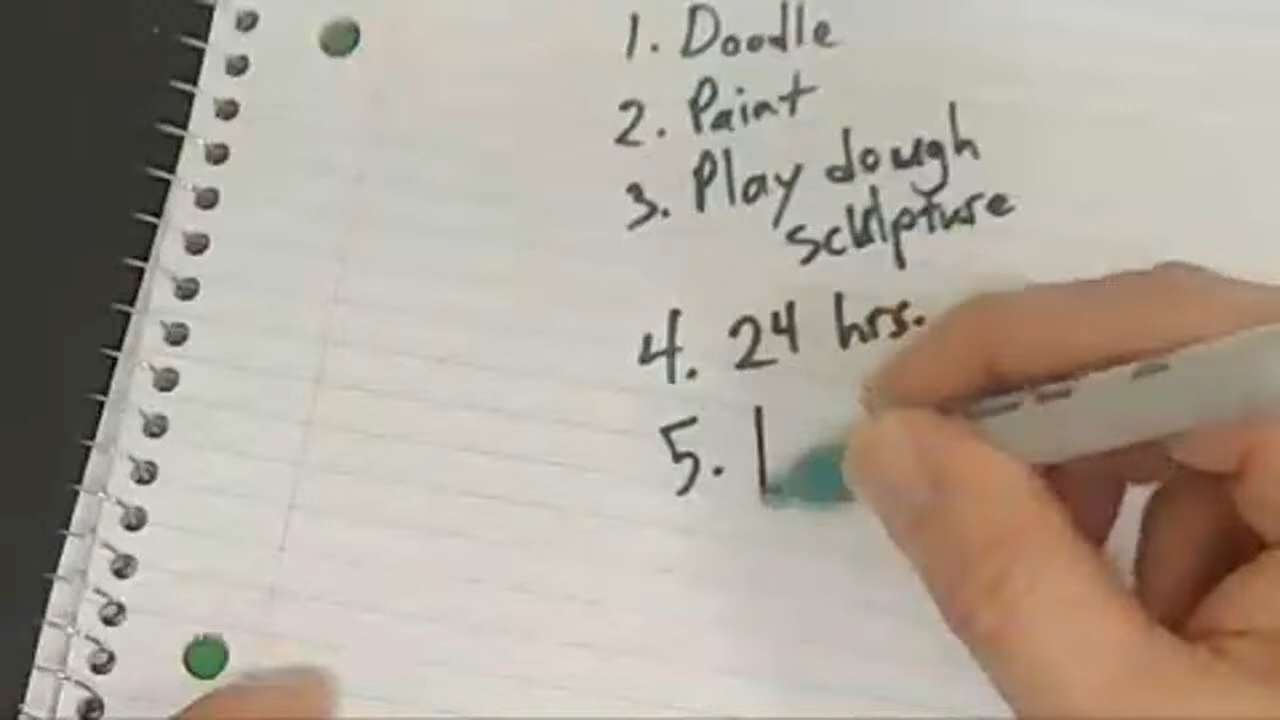 1. Doodle
2. Paint
3. Play dough
sculpture
4. 24 hrs.
5.